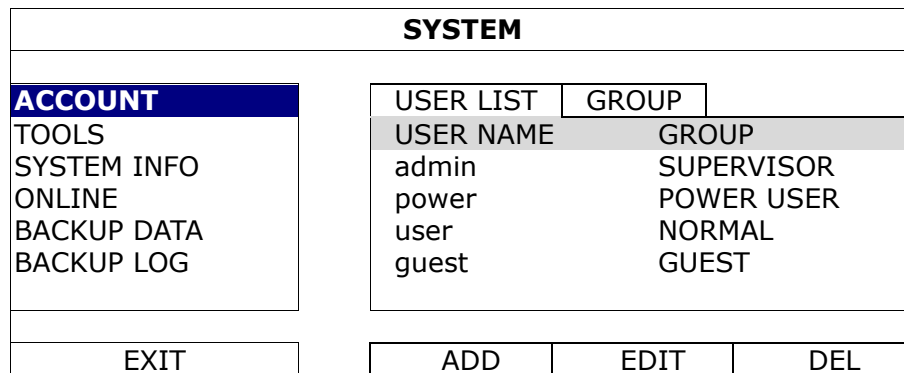 SYSTEM
ACCOUNT
TOOLS
SYSTEM INFO
ONLINE
BACKUP DATA
BACKUP LOG
USER LIST GROUP
USER NAME GROUP
admin SUPERVISOR
power POWER USER
user NORMAL
guest GUEST
EXIT ADD EDIT DEL